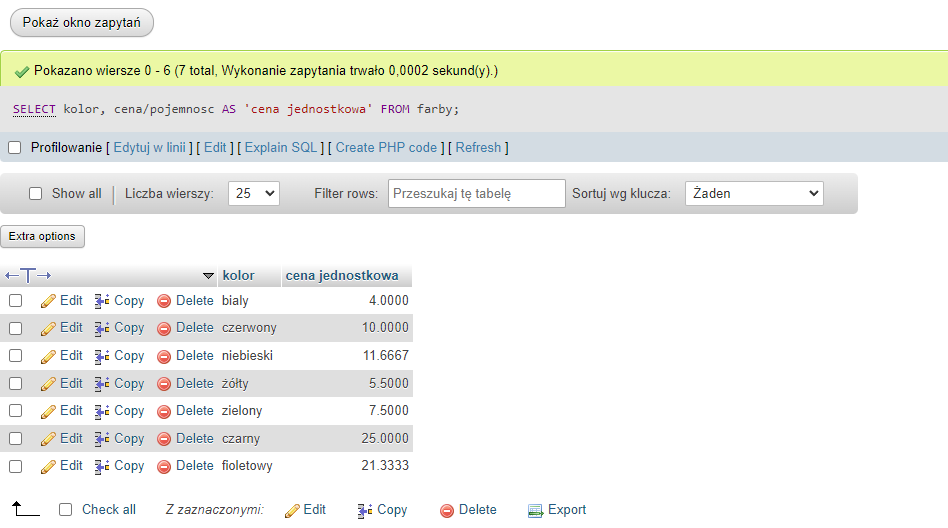 Pokaż okno zapytań
Pokazano wiersze 0 - 6 (7 total, Wykonanie zapytania trwało 0,0002 sekund(y).)
SELECT kolor, cena/pojemnosc AS 'cena jednostkowa' FROM farby;
Profilowanie [ Edytuj w linii ] [ Edit ] [ Explain SQL ] [ Create PHP code ] [ Refresh ]
Show all Liczba wierszy: 25 Filter rows: Przeszukaj tę tabelę Sortuj wg klucza: Żaden
Extra options
kolor cena jednostkowa
Edit Copy Delete bialy 4.0000
Edit Copy Delete czerwony 10.0000
Edit Copy Delete niebieski 11.6667
Edit Copy Delete żółty 5.5000
Edit Copy Delete zielony 7.5000
Edit Copy Delete czarny 25.0000
Edit Copy Delete fioletowy 21.3333
Check all Z zaznaczonymi: Edit Copy Delete Export